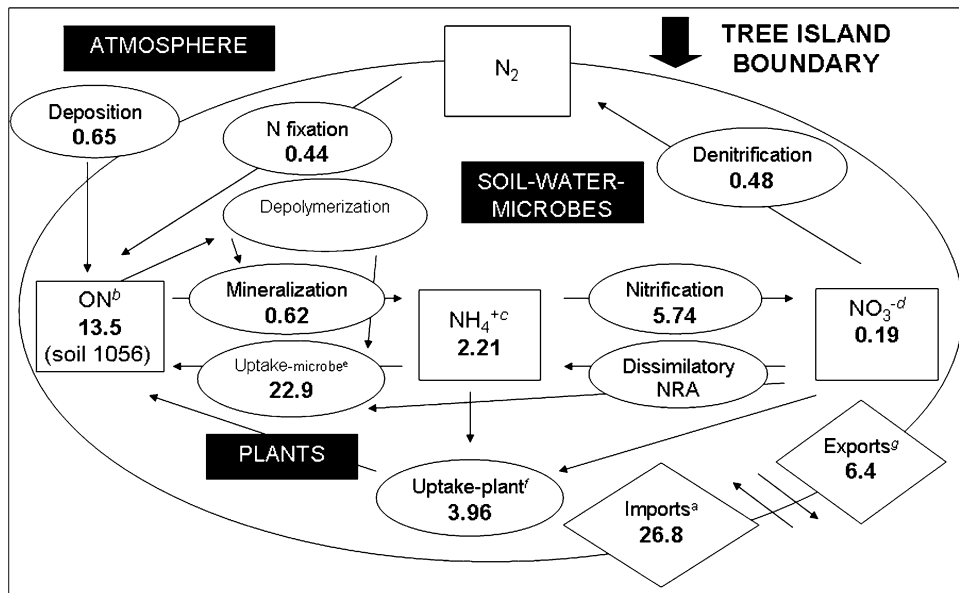 ATMOSPHERE
TREE ISLAND
BOUNDARY
N₂
Deposition
0.65
N fixation
0.44
Denitrification
0.48
SOIL-WATER-
MICROBES
Depolymerization
ONᵇ
13.5
(soil 1056)
Mineralization
0.62
NH₄⁺ᶜ
2.21
Nitrification
5.74
NO₃⁻ᵈ
0.19
Uptake-microbeᵉ
22.9
Dissimilatory
NRA
PLANTS
Uptake-plantᶠ
3.96
Importsᵃ
26.8
Exportsᵍ
6.4